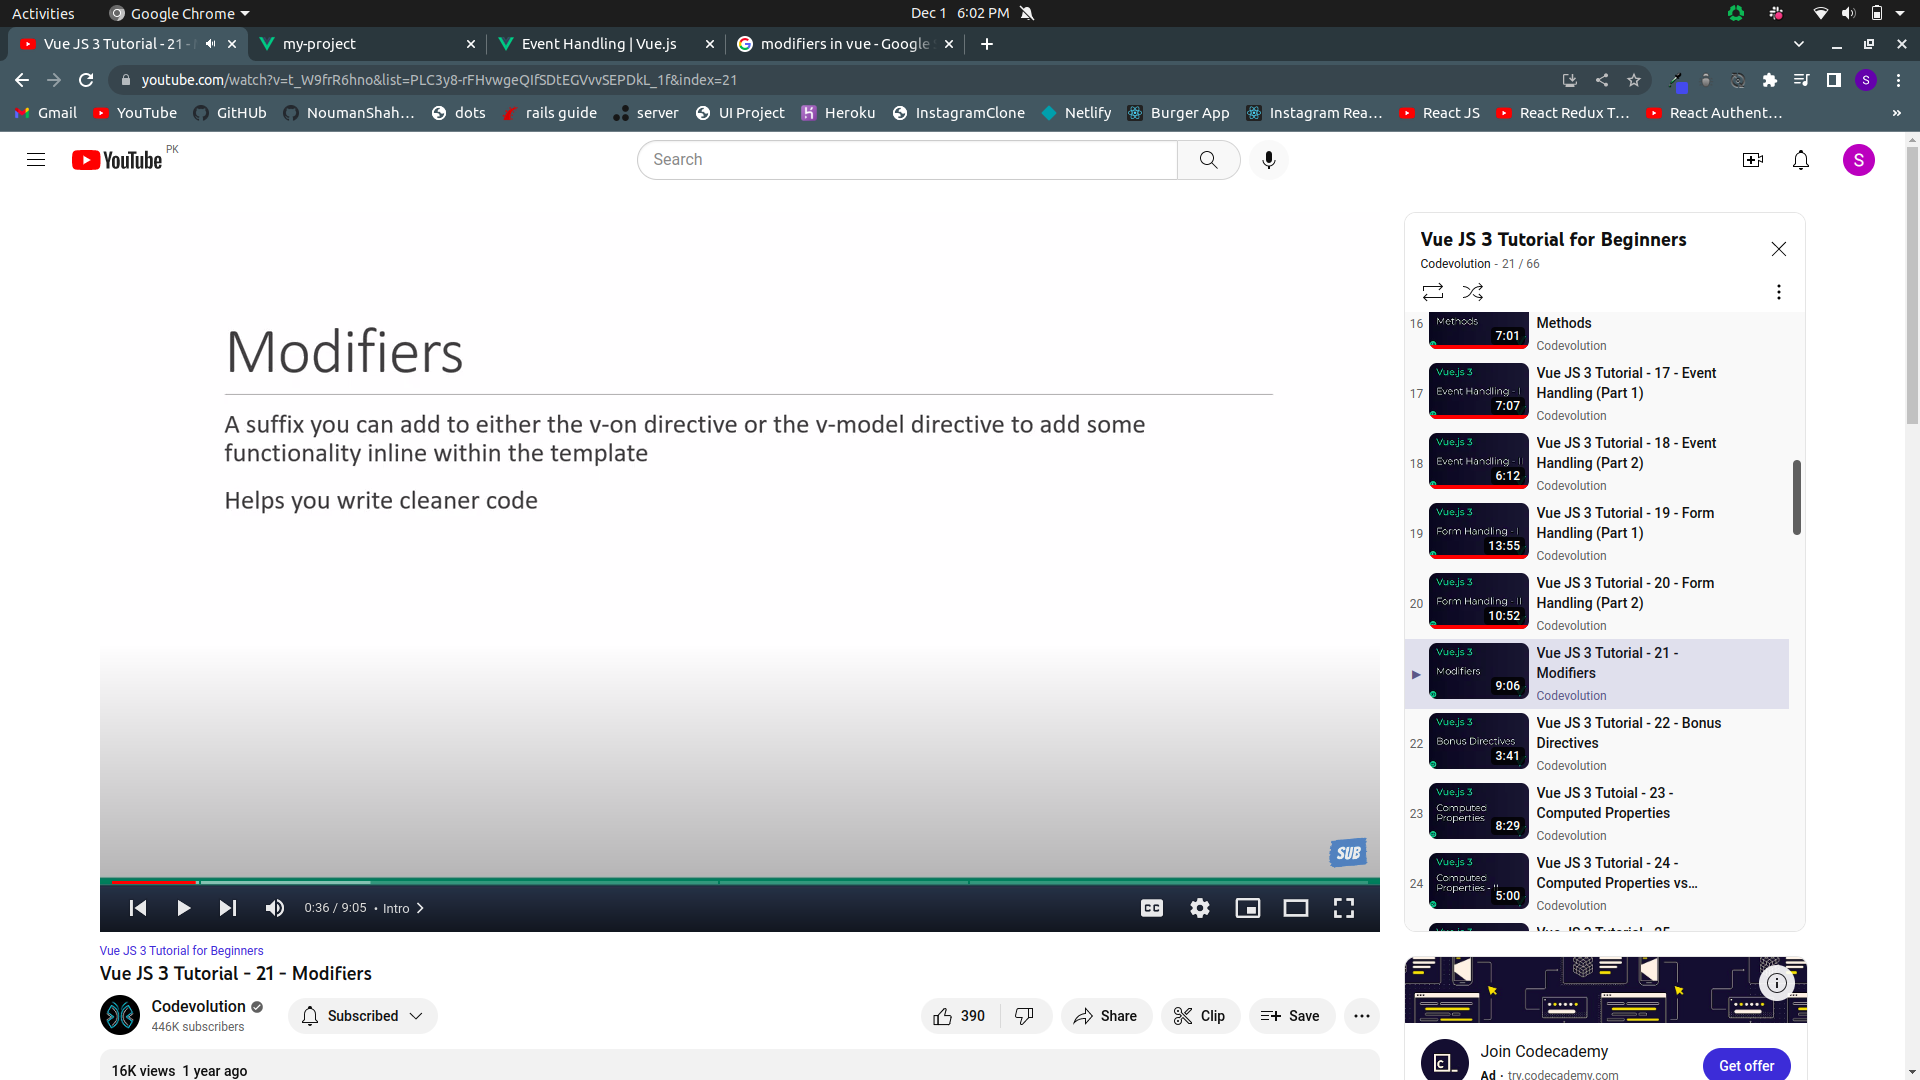 Activities
Google Chrome
Dec 1 6:02 PM
Vue JS 3 Tutorial - 21 -
my-project
Event Handling | Vue.js
modifiers in vue - Google
youtube.com/watch?v=t_W9frR6hno&list=PLC3y8-rFHvwgeQIfSDtEGVvvSEPDkL_1f&index=21
S
Gmail
YouTube
GitHUb
NoumanShah...
dots
rails guide
server
UI Project
Heroku
InstagramClone
Netlify
Burger App
Instagram Rea...
React JS
React Redux T...
React Authent...
»
YouTube
PK
Search
S
Modifiers
A suffix you can add to either the v-on directive or the v-model directive to add some
functionality inline within the template
Helps you write cleaner code
SUB
0:36 / 9:05 • Intro
CC
Vue JS 3 Tutorial for Beginners
Vue JS 3 Tutorial - 21 - Modifiers
Codevolution
446K subscribers
Subscribed
390
Share
Clip
Save
16K views 1 year ago
Vue JS 3 Tutorial for Beginners
Codevolution - 21 / 66
16
Methods
7:01
Methods
Codevolution
17
Vue.js 3
Event Handling - I
7:07
Vue JS 3 Tutorial - 17 - Event
Handling (Part 1)
Codevolution
18
Vue.js 3
Event Handling - II
6:12
Vue JS 3 Tutorial - 18 - Event
Handling (Part 2)
Codevolution
19
Vue.js 3
Form Handling - I
13:55
Vue JS 3 Tutorial - 19 - Form
Handling (Part 1)
Codevolution
20
Vue.js 3
Form Handling - II
10:52
Vue JS 3 Tutorial - 20 - Form
Handling (Part 2)
Codevolution
Vue.js 3
Modifiers
9:06
Vue JS 3 Tutorial - 21 -
Modifiers
Codevolution
22
Vue.js 3
Bonus Directives
3:41
Vue JS 3 Tutorial - 22 - Bonus
Directives
Codevolution
23
Vue.js 3
Computed
Properties
8:29
Vue JS 3 Tutoial - 23 -
Computed Properties
Codevolution
24
Vue.js 3
Computed
Properties - II
5:00
Vue JS 3 Tutorial - 24 -
Computed Properties vs...
Codevolution
Vue JS 3 Tutorial - 25 -
Join Codecademy
Ad · try.codecademy.com
Get offer